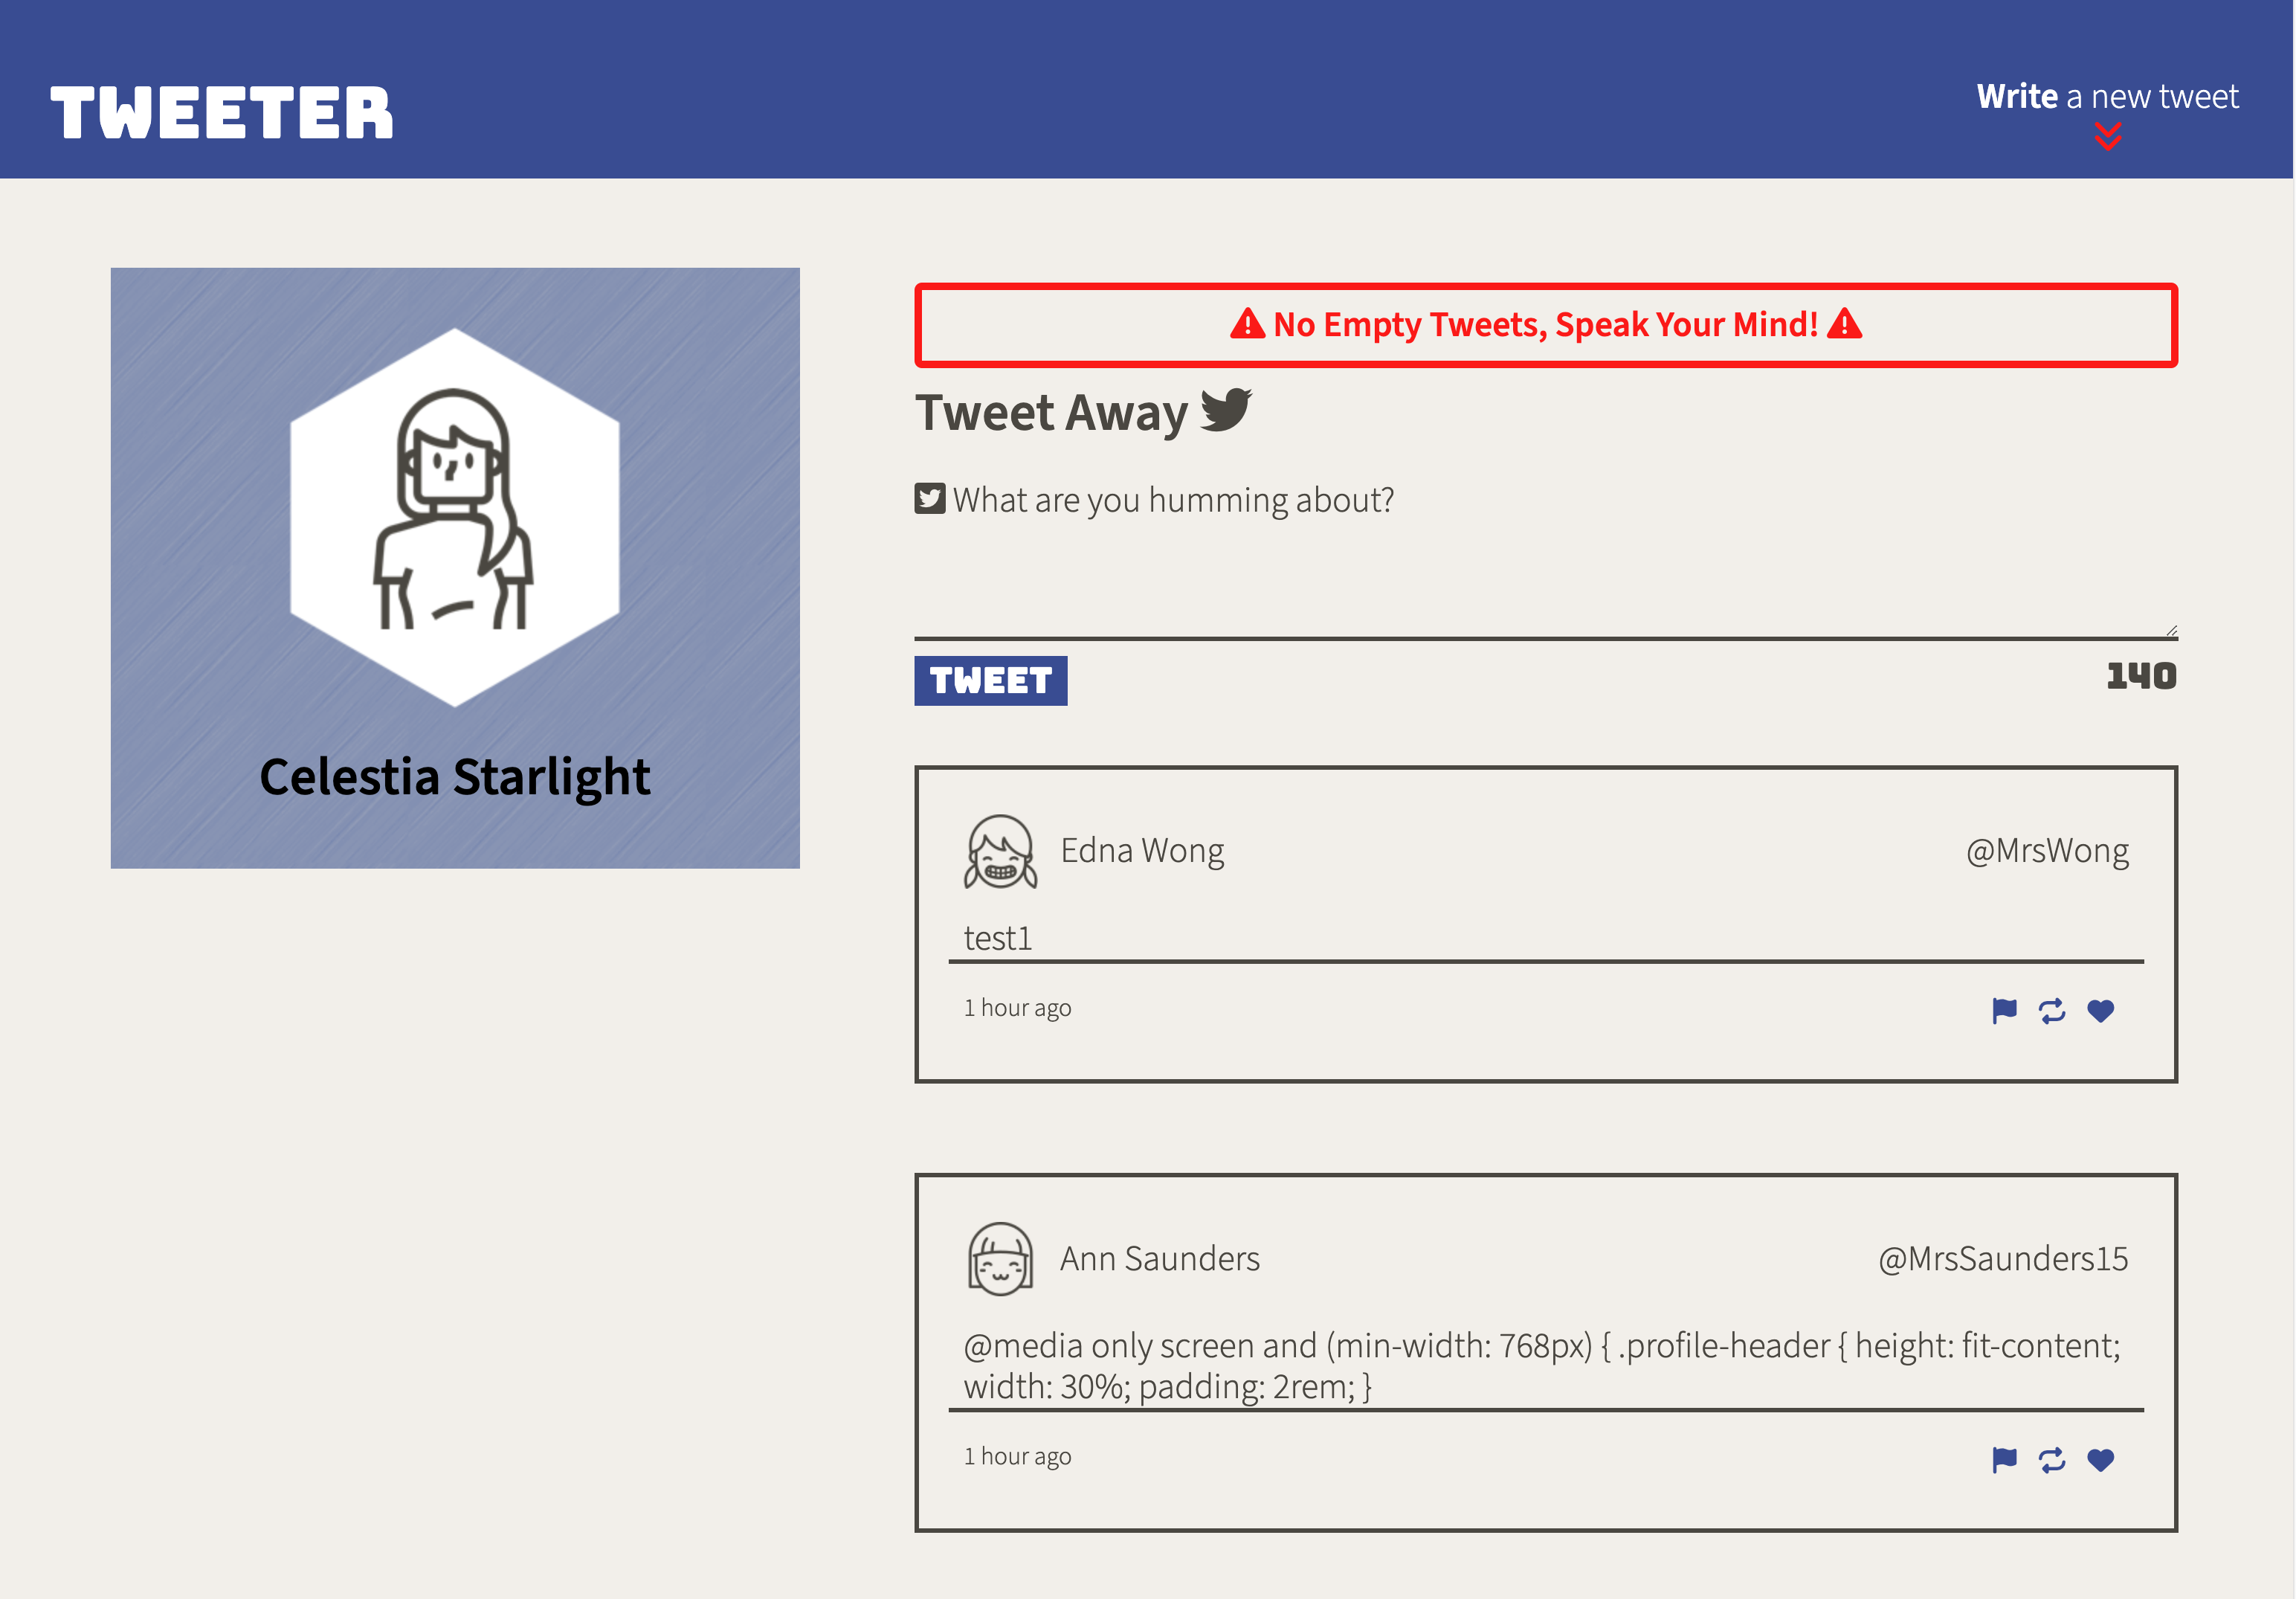 TWEETER
Write a new tweet
Celestia Starlight
No Empty Tweets, Speak Your Mind!
Tweet Away
What are you humming about?
TWEET
140
Edna Wong
@MrsWong
test1
1 hour ago
Ann Saunders
@MrsSaunders15
@media only screen and (min-width: 768px) { .profile-header { height: fit-content;
width: 30%; padding: 2rem; }
1 hour ago